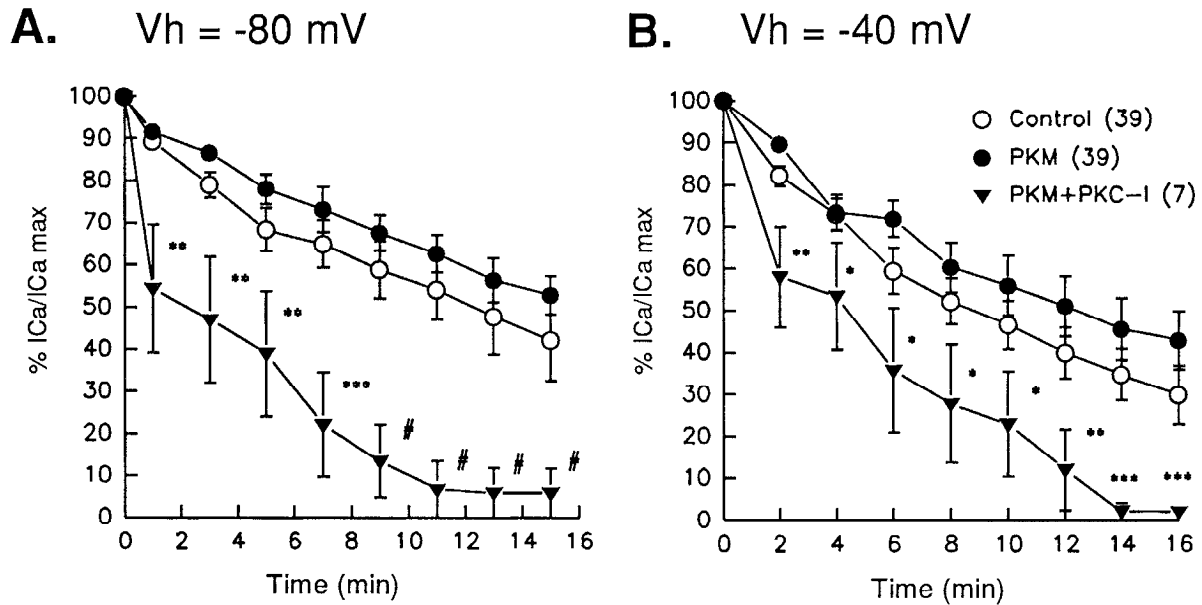 A. Vh = -80 mV
% ICa/ICa max
100
90
80
70
60
50
40
30
20
10
0
** ** ** *** # # # #
0 2 4 6 8 10 12 14 16
Time (min)
B. Vh = -40 mV
% ICa/ICa max
100
90
80
70
60
50
40
30
20
10
0
Control (39)
PKM (39)
PKM+PKC-I (7)
** * * * * ** *** ***
0 2 4 6 8 10 12 14 16
Time (min)